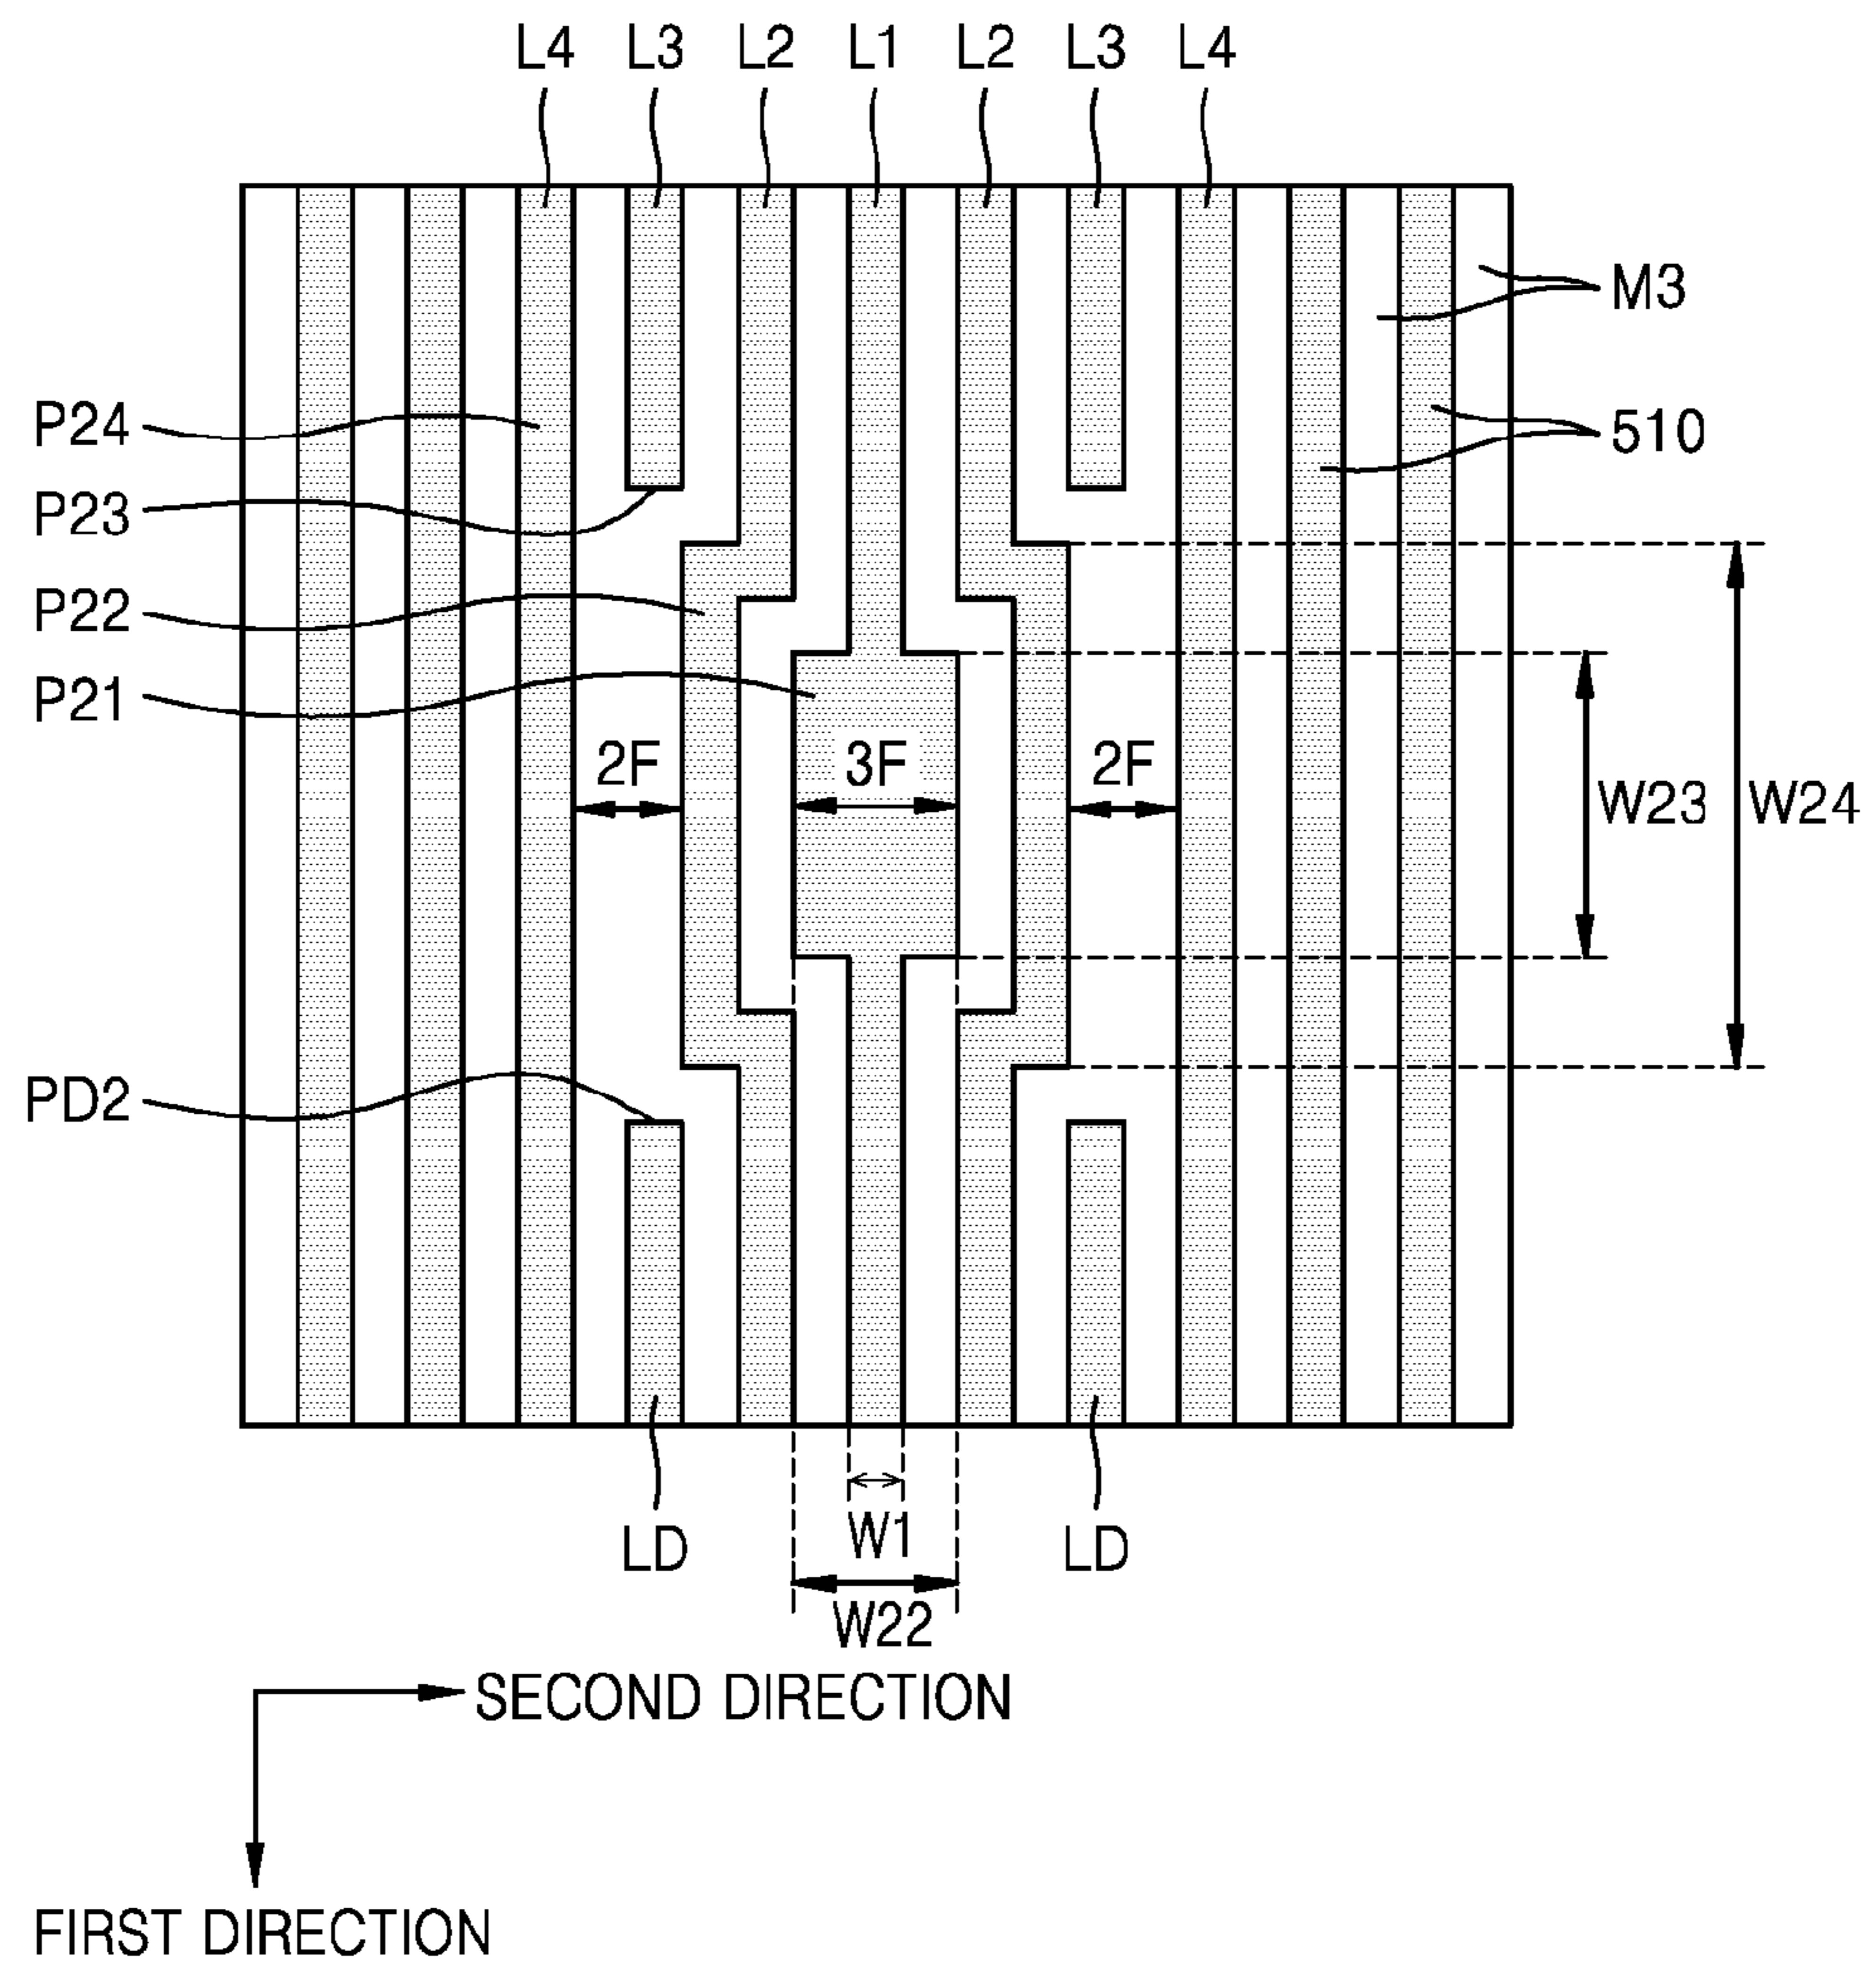 L4 L3 L2 L1 L2 L3 L4
M3
P24
510
P23
P22
P21
2F 3F 2F
W23 W24
PD2
LD W1 LD
W22
SECOND DIRECTION
FIRST DIRECTION